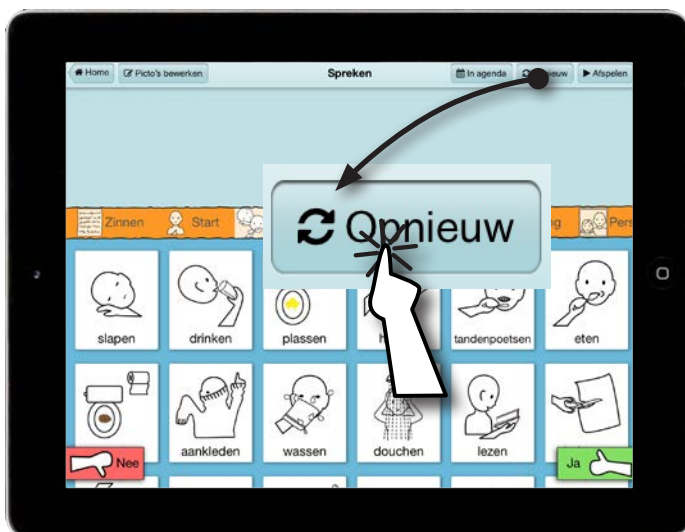 Home Picto's bewerken Spreken In agenda Afspelen
Opnieuw
Zinnen Start
slapen drinken plassen tandenpoetsen eten
aankleden wassen douchen lezen
Nee Ja